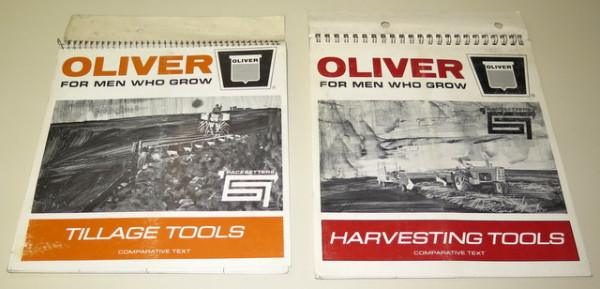 OLIVER
OLIVER
FOR MEN WHO GROW
PACESETTERS
TILLAGE TOOLS
COMPARATIVE TEXT
OLIVER
OLIVER
FOR MEN WHO GROW
PACESETTERS
HARVESTING TOOLS
COMPARATIVE TEXT